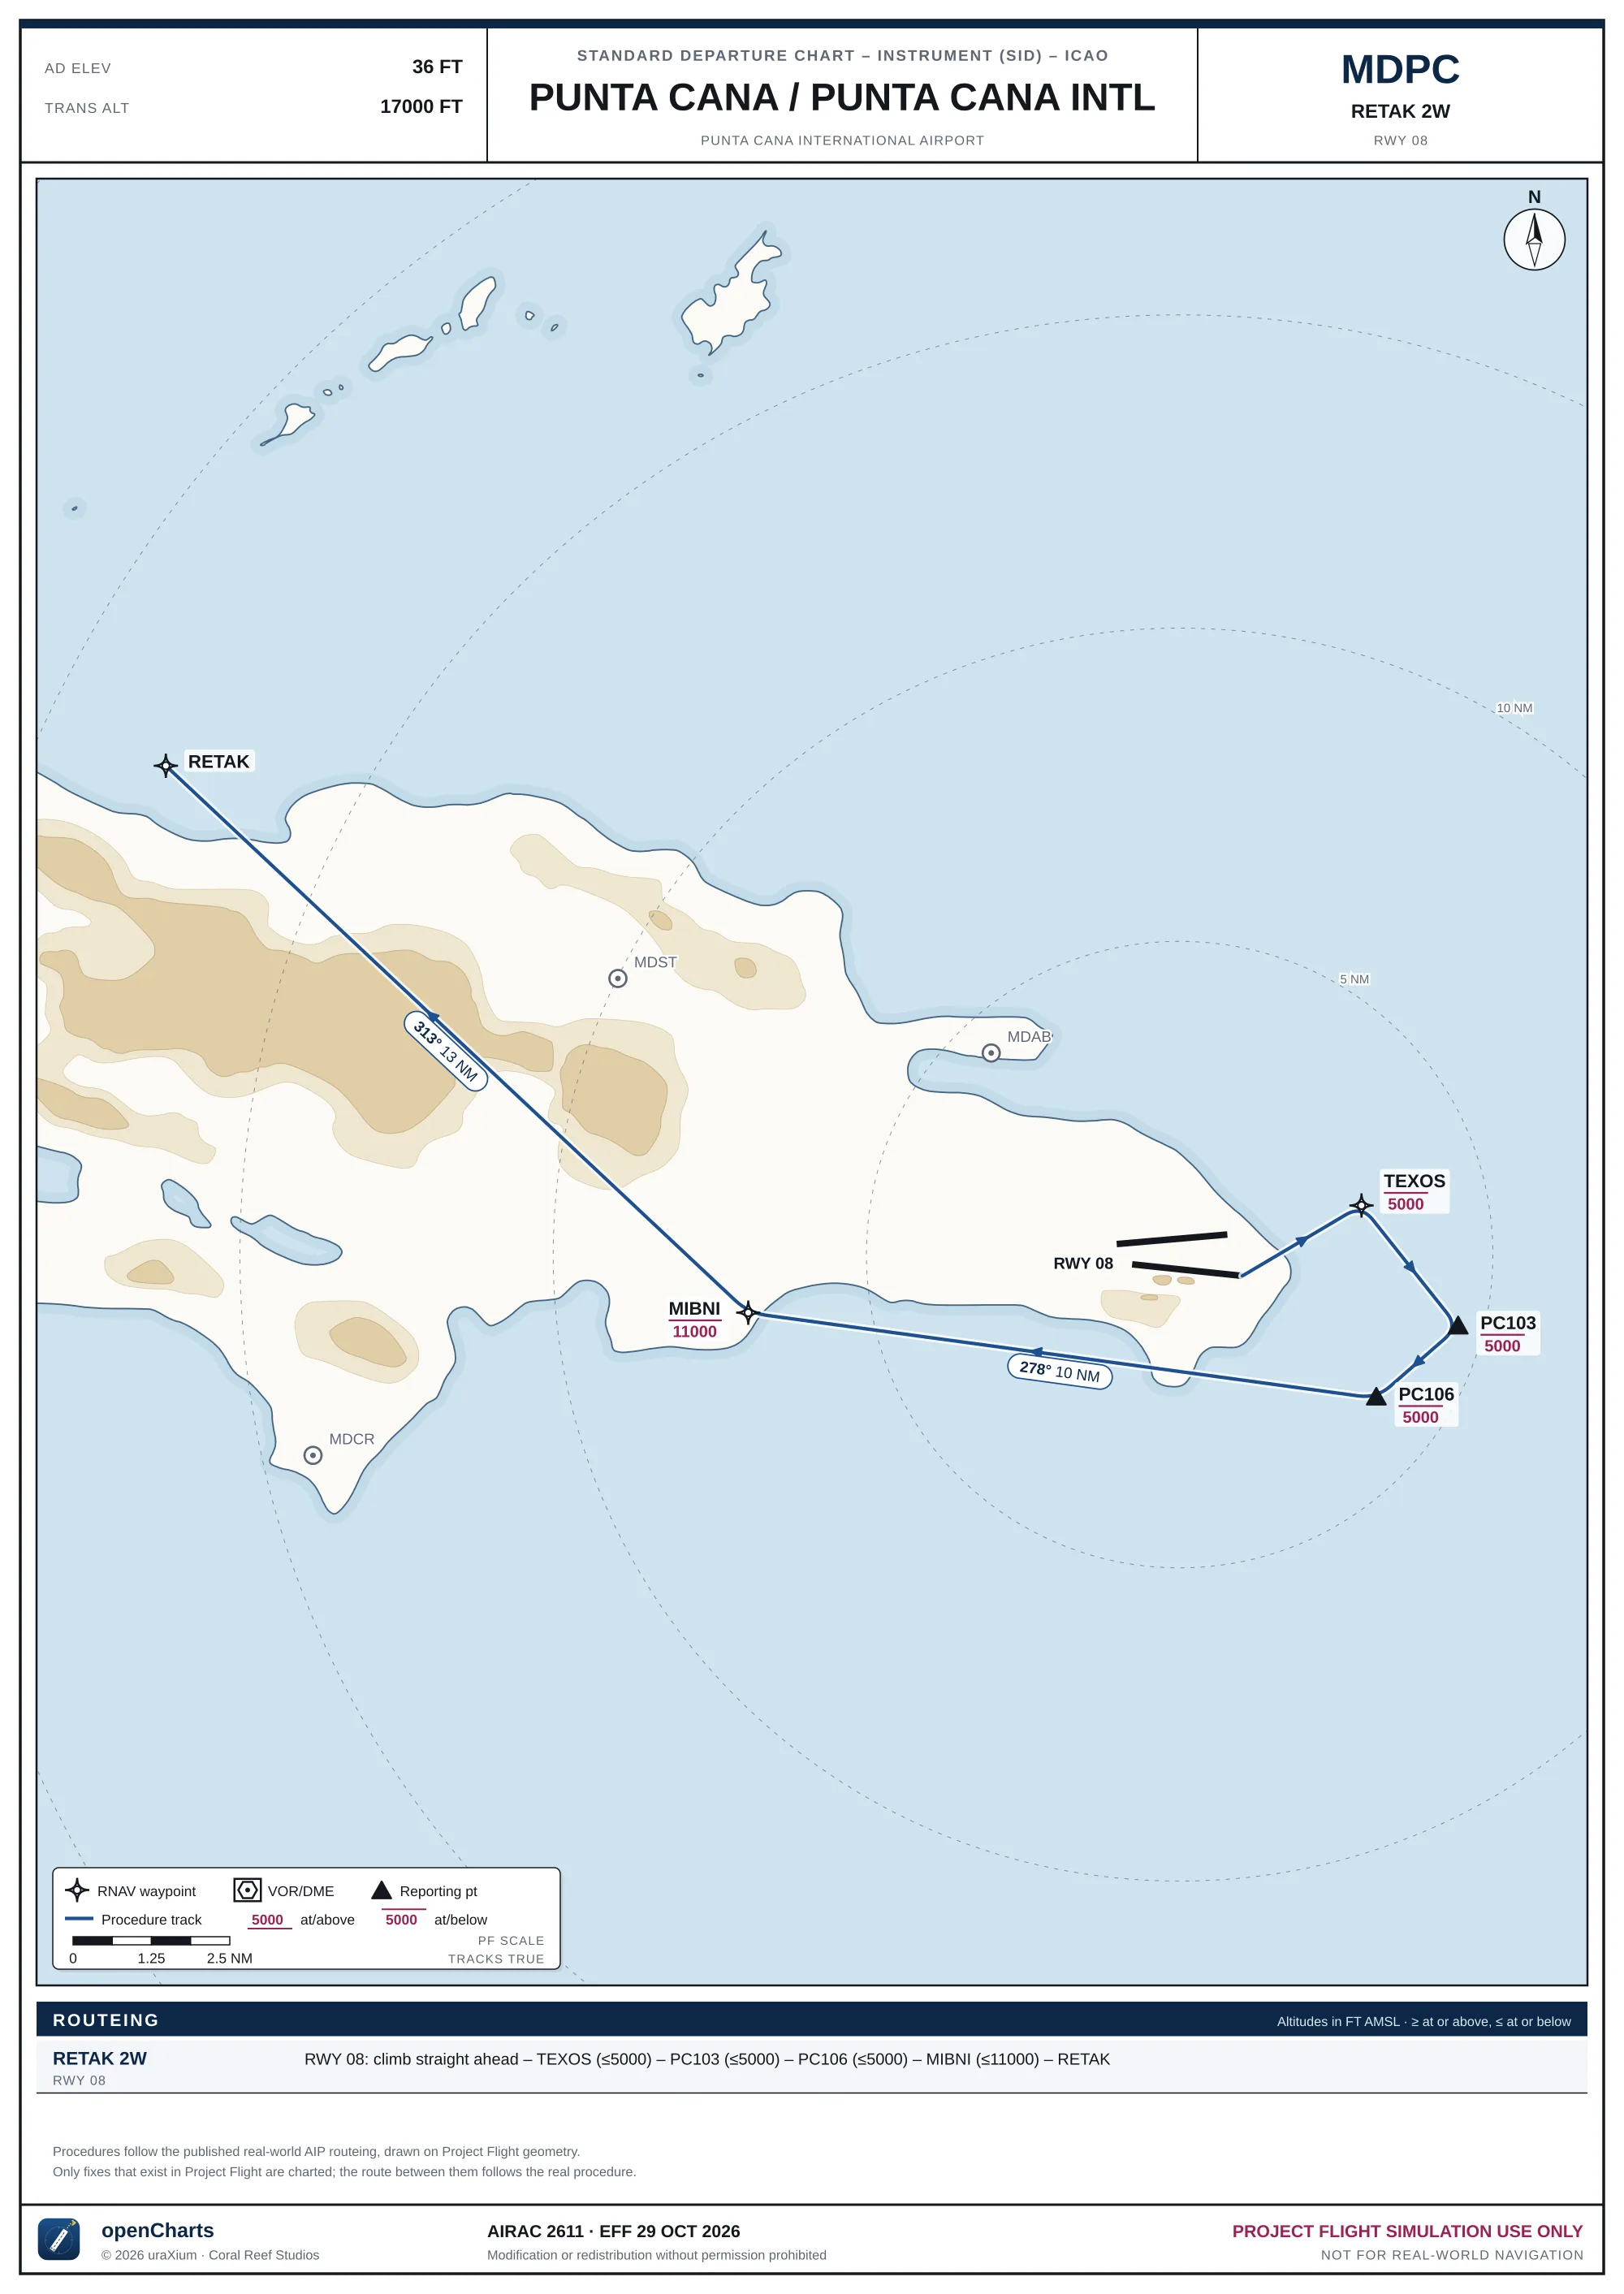 AD ELEV 36 FT
TRANS ALT 17000 FT
STANDARD DEPARTURE CHART – INSTRUMENT (SID) – ICAO
PUNTA CANA / PUNTA CANA INTL
PUNTA CANA INTERNATIONAL AIRPORT
MDPC
RETAK 2W
RWY 08
N
10 NM
RETAK
MDST
5 NM
MDAB
313° 13 NM
TEXOS
5000
RWY 08
MIBNI
11000
PC103
5000
278° 10 NM
PC106
5000
MDCR
RNAV waypoint VOR/DME Reporting pt
Procedure track 5000 at/above 5000 at/below
PF SCALE
0 1.25 2.5 NM TRACKS TRUE
ROUTEING Altitudes in FT AMSL · ≥ at or above, ≤ at or below
RETAK 2W RWY 08: climb straight ahead – TEXOS (≤5000) – PC103 (≤5000) – PC106 (≤5000) – MIBNI (≤11000) – RETAK
RWY 08
Procedures follow the published real-world AIP routeing, drawn on Project Flight geometry.
Only fixes that exist in Project Flight are charted; the route between them follows the real procedure.
openCharts AIRAC 2611 · EFF 29 OCT 2026 PROJECT FLIGHT SIMULATION USE ONLY
© 2026 uraXium · Coral Reef Studios Modification or redistribution without permission prohibited NOT FOR REAL-WORLD NAVIGATION